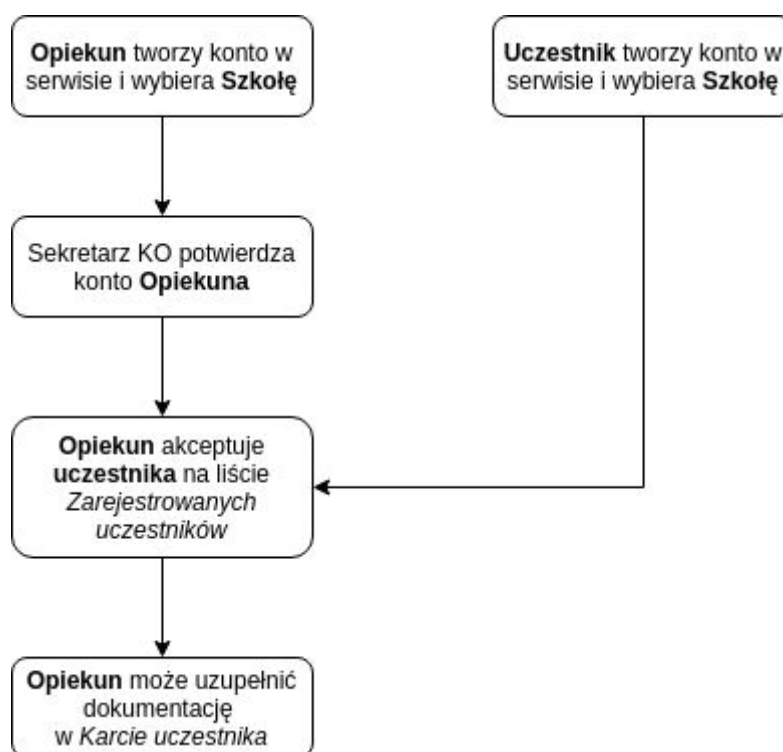 Opiekun tworzy konto w
serwisie i wybiera Szkołę
Uczestnik tworzy konto w
serwisie i wybiera Szkołę
Sekretarz KO potwierdza
konto Opiekuna
Opiekun akceptuje
uczestnika na liście
Zarejestrowanych
uczestników
Opiekun może uzupełnić
dokumentację
w Karcie uczestnika